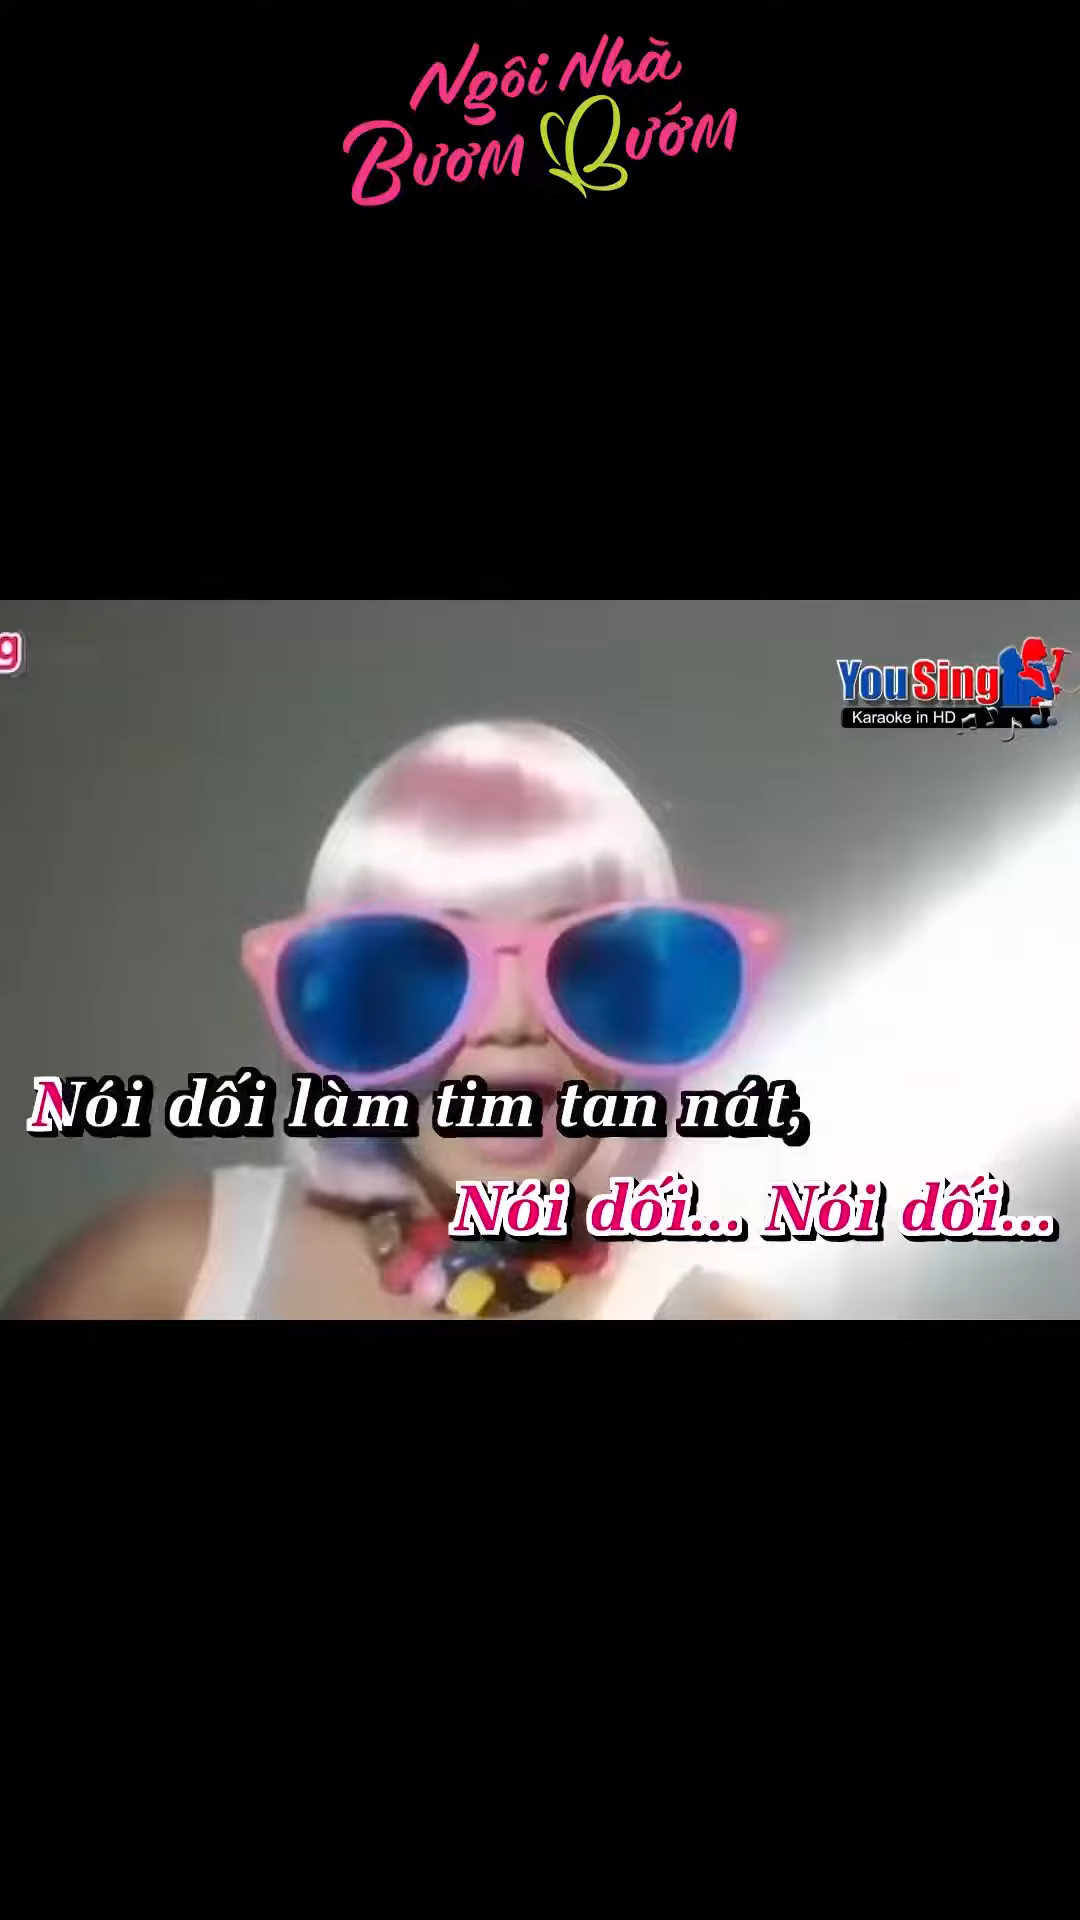 Ngôi Nhà
Bươm Bướm
g
You Sing
Karaoke in HD
Nói dối làm tim tan nát,
Nói dối... Nói dối...